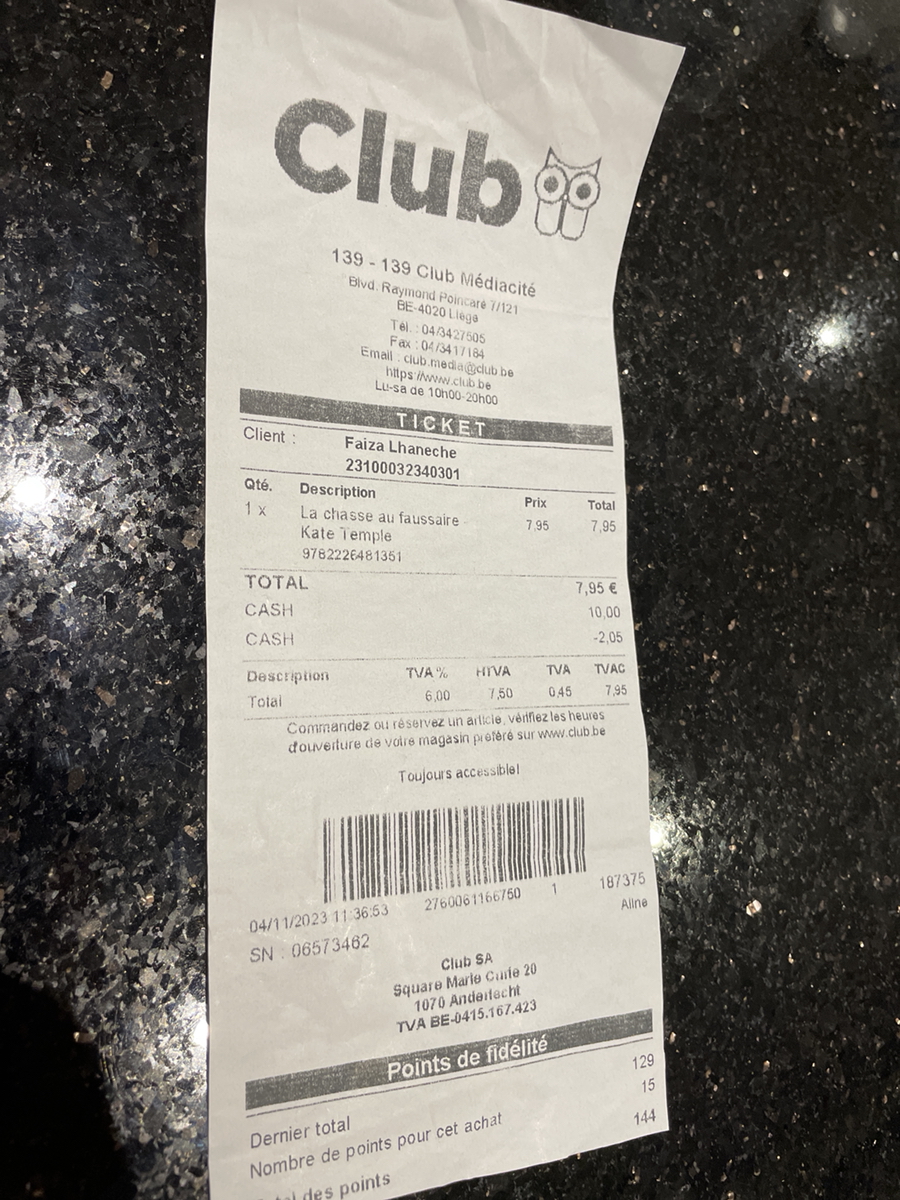 Club
139 - 139 Club Médiacité
Blvd. Raymond Poincaré 7/121
BE-4020 Liège
Tél. : 04/3427505
Fax : 04/3417184
Email : club.media@club.be
https://www.club.be
Lu-sa de 10h00-20h00
TICKET
Client : Faiza Lhaneche
23100032340301
Qté. Description Prix Total
1 x La chasse au faussaire 7,95 7,95
Kate Temple
9782226481351
TOTAL 7,95 €
CASH 10,00
CASH -2,05
Description TVA % HTVA TVA TVAC
Total 6,00 7,50 0,45 7,95
Commandez ou réservez un article, vérifiez les heures
d'ouverture de votre magasin préféré sur www.club.be
Toujours accessible!
04/11/2023 11:36:53 2760061166750 1 187375
SN : 06573462 Aline
Club SA
Square Marie Curie 20
1070 Anderlecht
TVA BE-0415.167.423
Points de fidélité
Dernier total 129
Nombre de points pour cet achat 15
des points 144